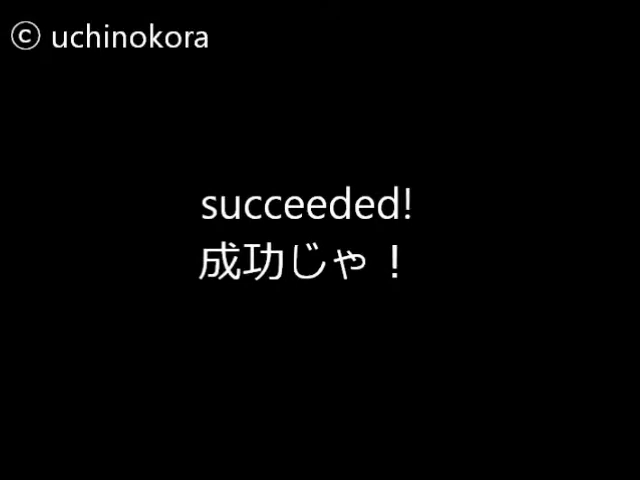 © uchinokora
succeeded!
成功じゃ！